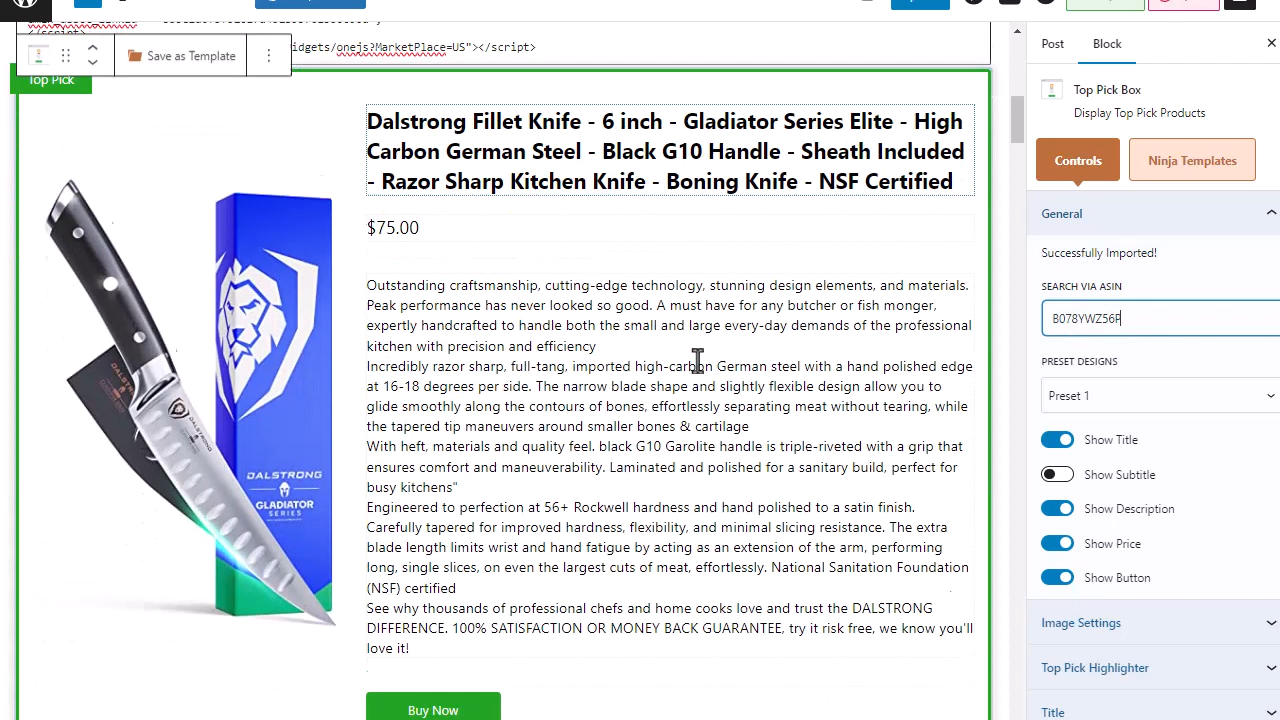 </script>
widgets/onejs?MarketPlace=US"></script>
Save as Template
Top Pick
Dalstrong Fillet Knife - 6 inch - Gladiator Series Elite - High
Carbon German Steel - Black G10 Handle - Sheath Included
- Razor Sharp Kitchen Knife - Boning Knife - NSF Certified
$75.00
Outstanding craftsmanship, cutting-edge technology, stunning design elements, and materials.
Peak performance has never looked so good. A must have for any butcher or fish monger,
expertly handcrafted to handle both the small and large every-day demands of the professional
kitchen with precision and efficiency
Incredibly razor sharp, full-tang, imported high-carbon German steel with a hand polished edge
at 16-18 degrees per side. The narrow blade shape and slightly flexible design allow you to
glide smoothly along the contours of bones, effortlessly separating meat without tearing, while
the tapered tip maneuvers around smaller bones & cartilage
With heft, materials and quality feel. black G10 Garolite handle is triple-riveted with a grip that
ensures comfort and maneuverability. Laminated and polished for a sanitary build, perfect for
busy kitchens"
Engineered to perfection at 56+ Rockwell hardness and hand polished to a satin finish.
Carefully tapered for improved hardness, flexibility, and minimal slicing resistance. The extra
blade length limits wrist and hand fatigue by acting as an extension of the arm, performing
long, single slices, on even the largest cuts of meat, effortlessly. National Sanitation Foundation
(NSF) certified
See why thousands of professional chefs and home cooks love and trust the DALSTRONG
DIFFERENCE. 100% SATISFACTION OR MONEY BACK GUARANTEE, try it risk free, we know you'll
love it!
Buy Now
DALSTRONG
GLADIATOR
SERIES
DALSTRONG
Post
Block
Top Pick Box
Display Top Pick Products
Controls
Ninja Templates
General
Successfully Imported!
SEARCH VIA ASIN
B078YWZ56P
PRESET DESIGNS
Preset 1
Show Title
Show Subtitle
Show Description
Show Price
Show Button
Image Settings
Top Pick Highlighter
Title